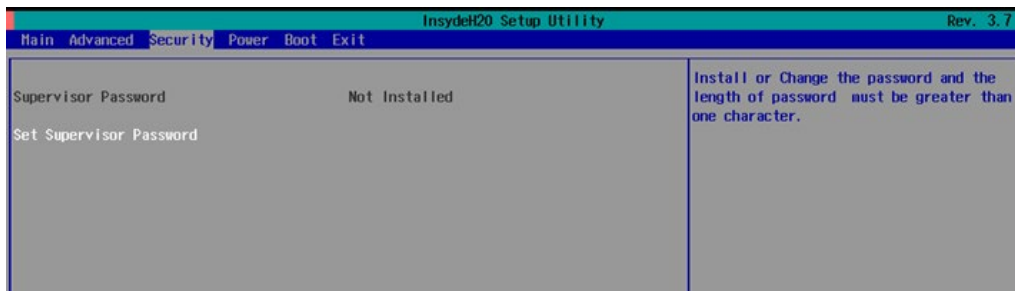 InsydeH20 Setup Utility Rev. 3.7
Main Advanced Security Power Boot Exit
Supervisor Password Not Installed
Set Supervisor Password
Install or Change the password and the
length of password must be greater than
one character.